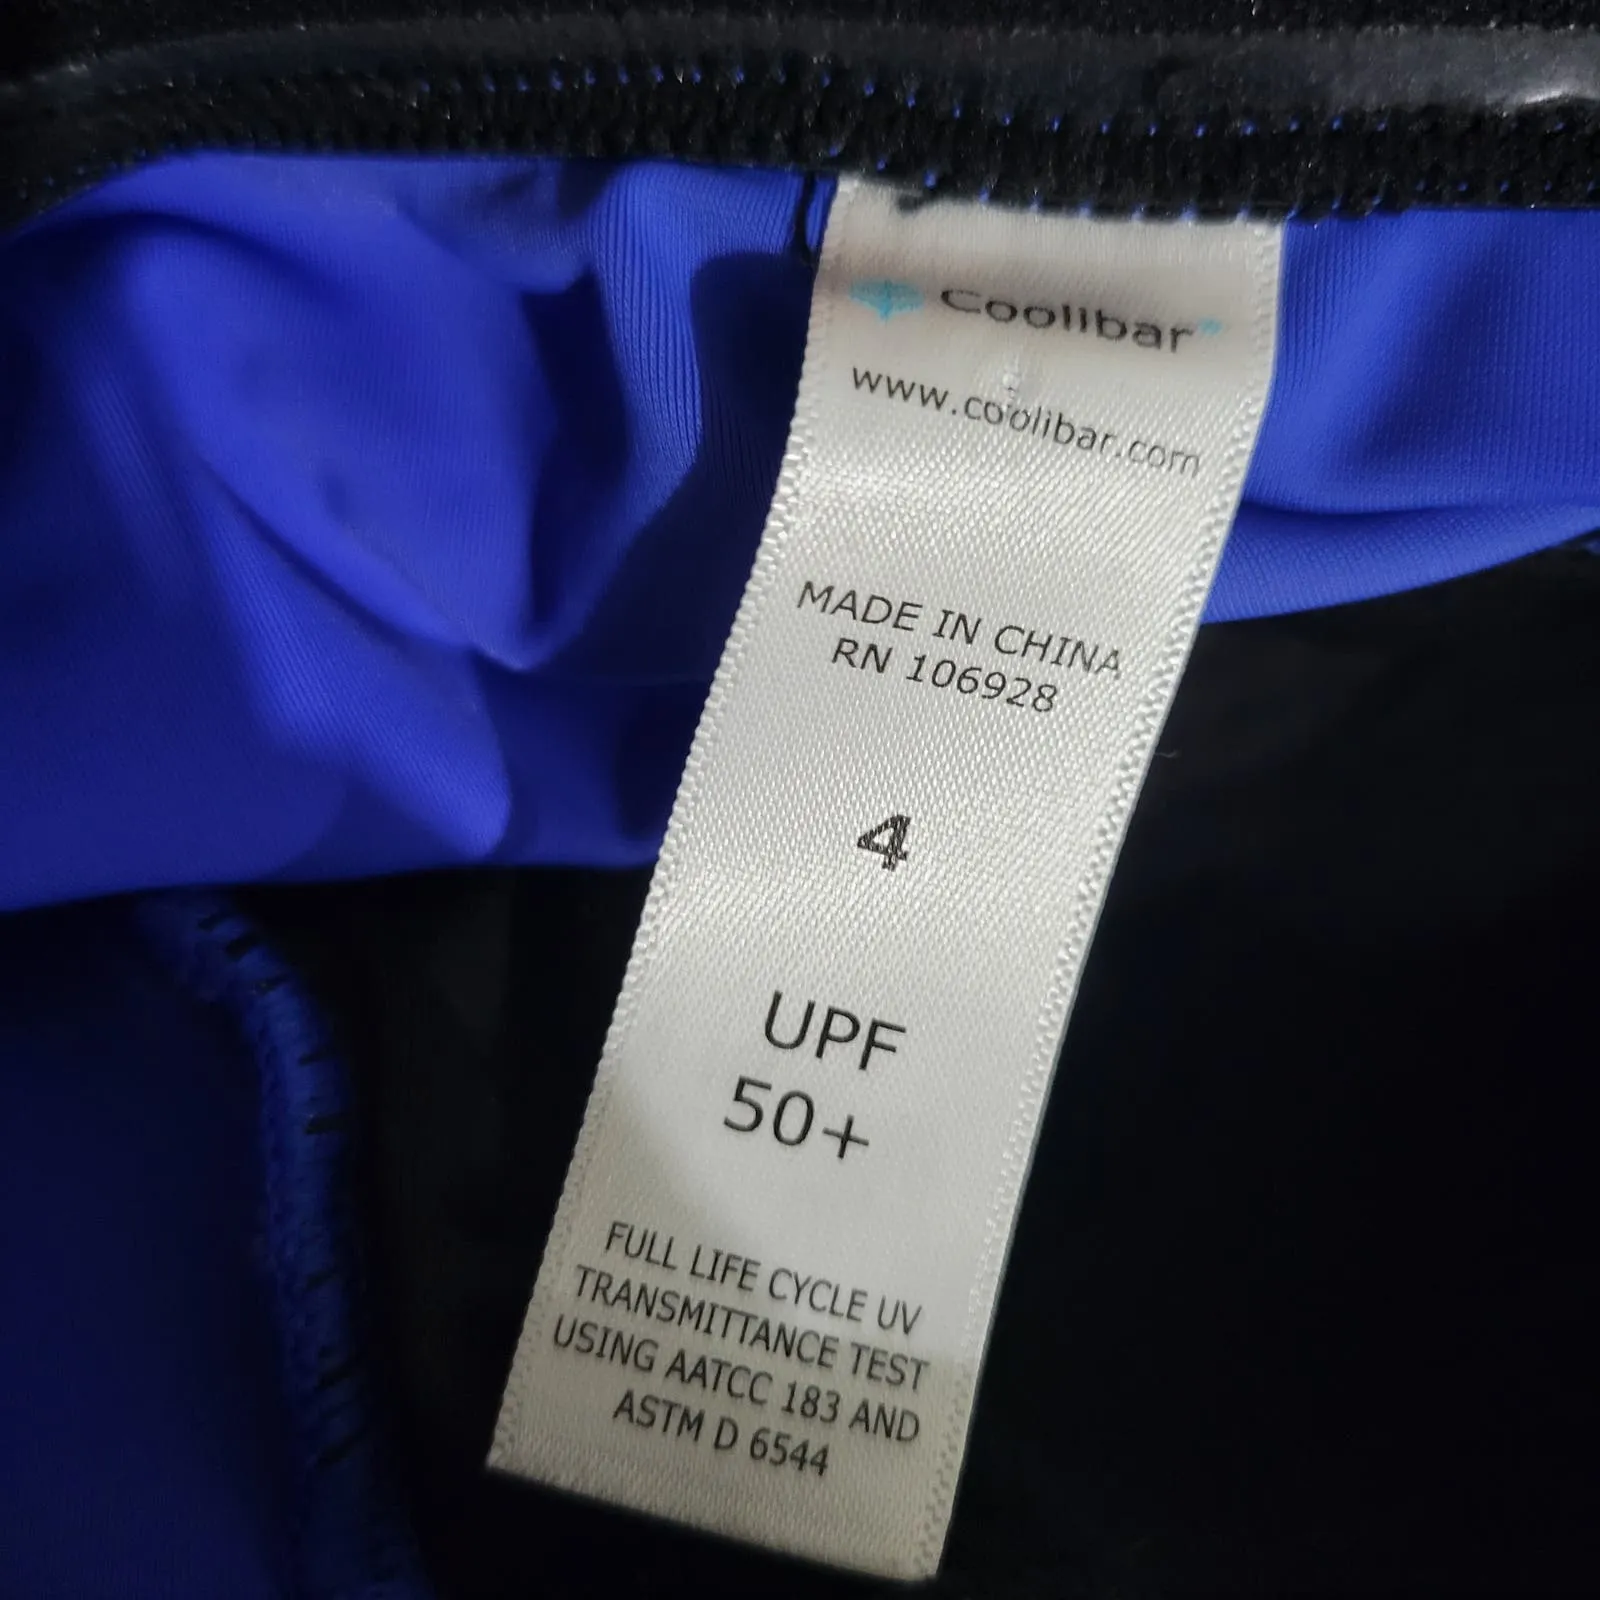 Coolibar®
www.coolibar.com
MADE IN CHINA
RN 106928
4
UPF
50+
FULL LIFE CYCLE UV
TRANSMITTANCE TEST
USING AATCC 183 AND
ASTM D 6544